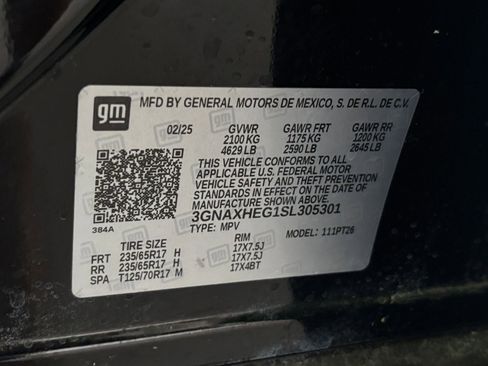 gm
MFD BY GENERAL MOTORS DE MEXICO, S. DE R.L. DE C.V.
02/25 GVWR GAWR FRT GAWR RR
2100 KG 1175 KG 1200 KG
4629 LB 2590 LB 2645 LB
THIS VEHICLE CONFORMS TO ALL
APPLICABLE U.S. FEDERAL MOTOR
VEHICLE SAFETY AND THEFT PREVENTION
STANDARDS IN EFFECT ON THE DATE OF
MANUFACTURE SHOWN ABOVE.
3GNAXHEG1SL305301
384A TYPE: MPV
TIRE SIZE RIM 111PT26
FRT 235/65R17 H 17X7.5J
RR 235/65R17 H 17X7.5J
SPA T125/70R17 M 17X4BT